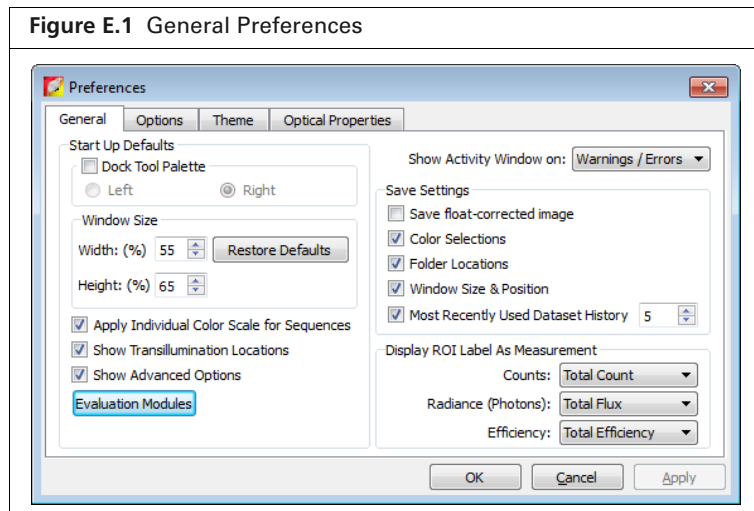 Figure E.1 General Preferences
Preferences
General Options Theme Optical Properties
Start Up Defaults
Dock Tool Palette
Left Right
Window Size
Width: (%) 55 Restore Defaults
Height: (%) 65
Apply Individual Color Scale for Sequences
Show Transillumination Locations
Show Advanced Options
Evaluation Modules
Show Activity Window on: Warnings / Errors
Save Settings
Save float-corrected image
Color Selections
Folder Locations
Window Size & Position
Most Recently Used Dataset History 5
Display ROI Label As Measurement
Counts: Total Count
Radiance (Photons): Total Flux
Efficiency: Total Efficiency
OK Cancel Apply